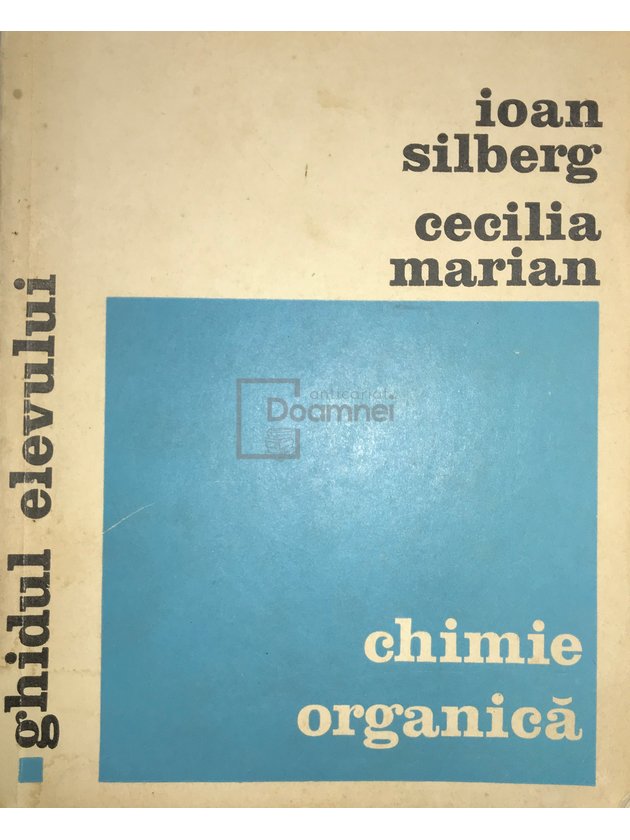 ioan
silberg
cecilia
marian
ghidul elevului
anticariat
Doamnei
chimie
organică